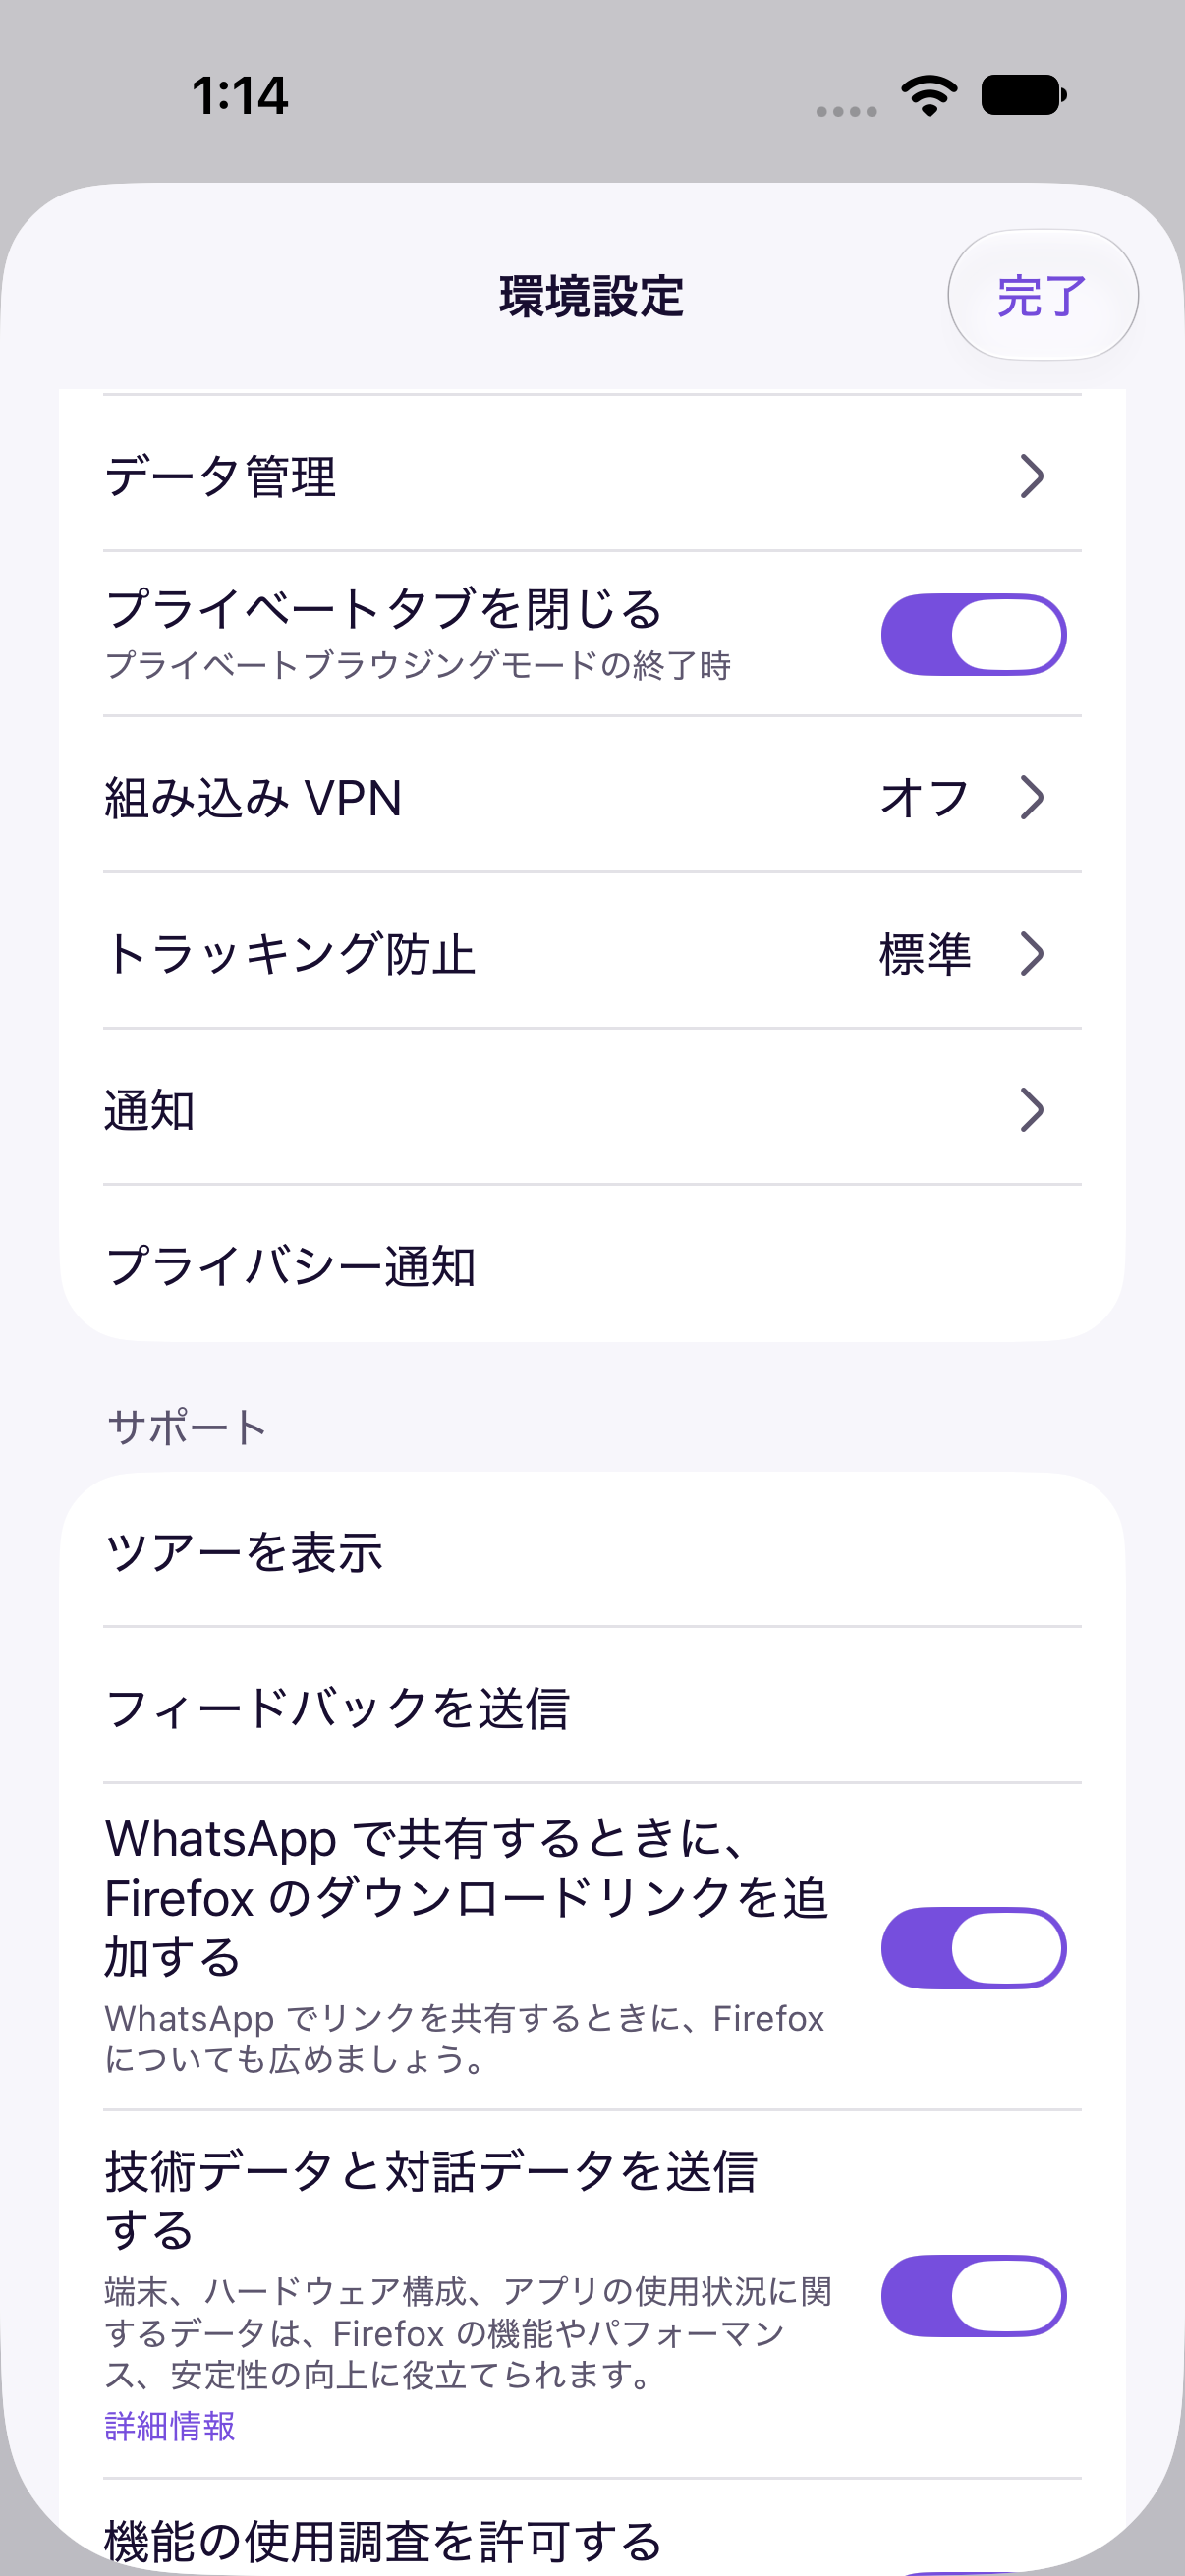 1:14
環境設定
完了
データ管理
プライベートタブを閉じる
プライベートブラウジングモードの終了時
組み込み VPN
オフ
トラッキング防止
標準
通知
プライバシー通知
サポート
ツアーを表示
フィードバックを送信
WhatsApp で共有するときに、
Firefox のダウンロードリンクを追
加する
WhatsApp でリンクを共有するときに、Firefox
についても広めましょう。
技術データと対話データを送信
する
端末、ハードウェア構成、アプリの使用状況に関
するデータは、Firefox の機能やパフォーマン
ス、安定性の向上に役立てられます。
詳細情報
機能の使用調査を許可する